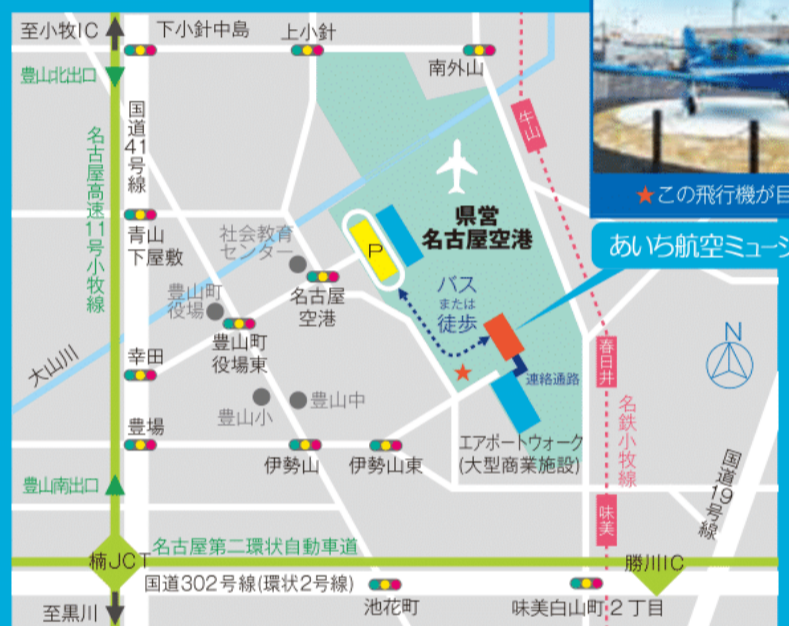 至小牧IC
下小針中島
上小針
南外山
豊山北出口
国道41号線
名古屋高速11号小牧線
牛山
★この飛行機が目
県営
名古屋空港
あいち航空ミュージ
青山
下屋敷
社会教育
センター
P
名古屋
空港
バス
または
徒歩
豊山町
役場
豊山町
役場東
N
大山川
幸田
春日井
連絡通路
名鉄小牧線
豊山小
豊山中
豊場
伊勢山
伊勢山東
エアポートウォーク
(大型商業施設)
国道19号線
豊山南出口
味美
楠JCT
名古屋第二環状自動車道
勝川IC
国道302号線(環状2号線)
池花町
味美白山町2丁目
至黒川